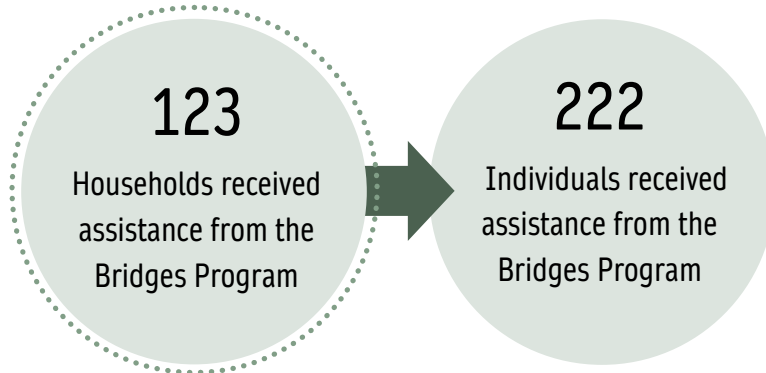 123
Households received
assistance from the
Bridges Program
222
Individuals received
assistance from the
Bridges Program